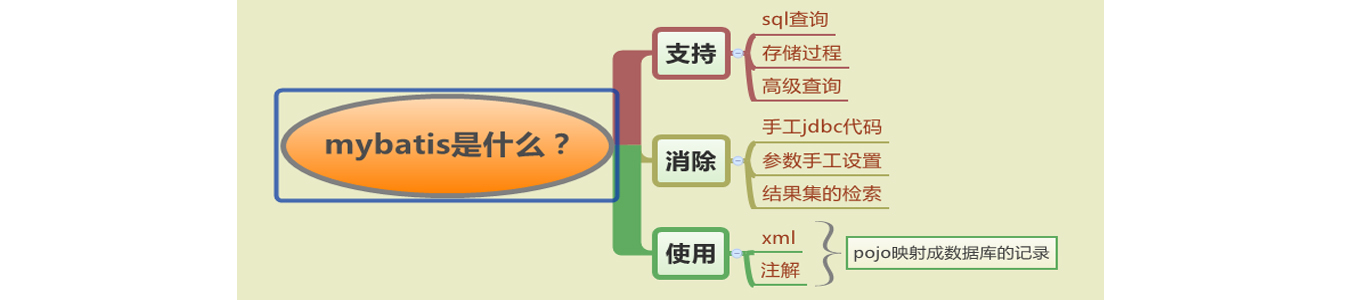 mybatis是什么？
支持
sql查询
存储过程
高级查询
消除
手工jdbc代码
参数手工设置
结果集的检索
使用
xml
注解
pojo映射成数据库的记录